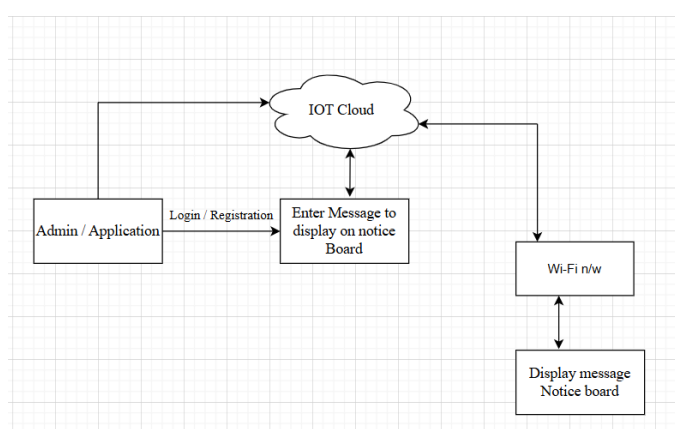 IOT Cloud
Admin / Application
Login / Registration
Enter Message to
display on notice
Board
Wi-Fi n/w
Display message
Notice board